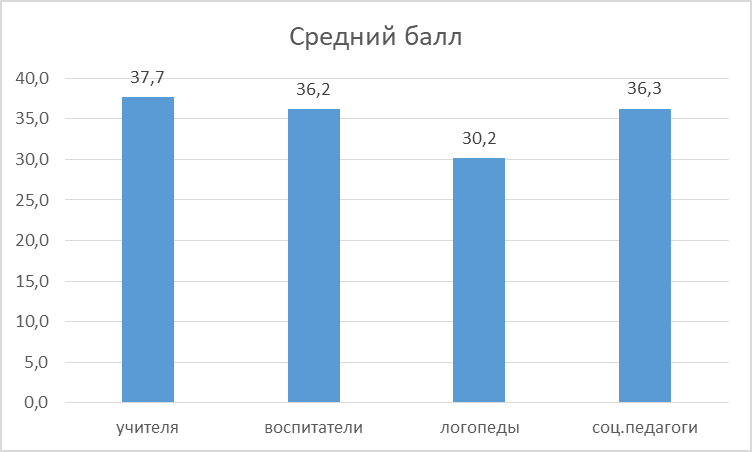 Средний балл
40,0
35,0
30,0
25,0
20,0
15,0
10,0
5,0
0,0
37,7
36,2
30,2
36,3
учителя
воспитатели
логопеды
соц.педагоги